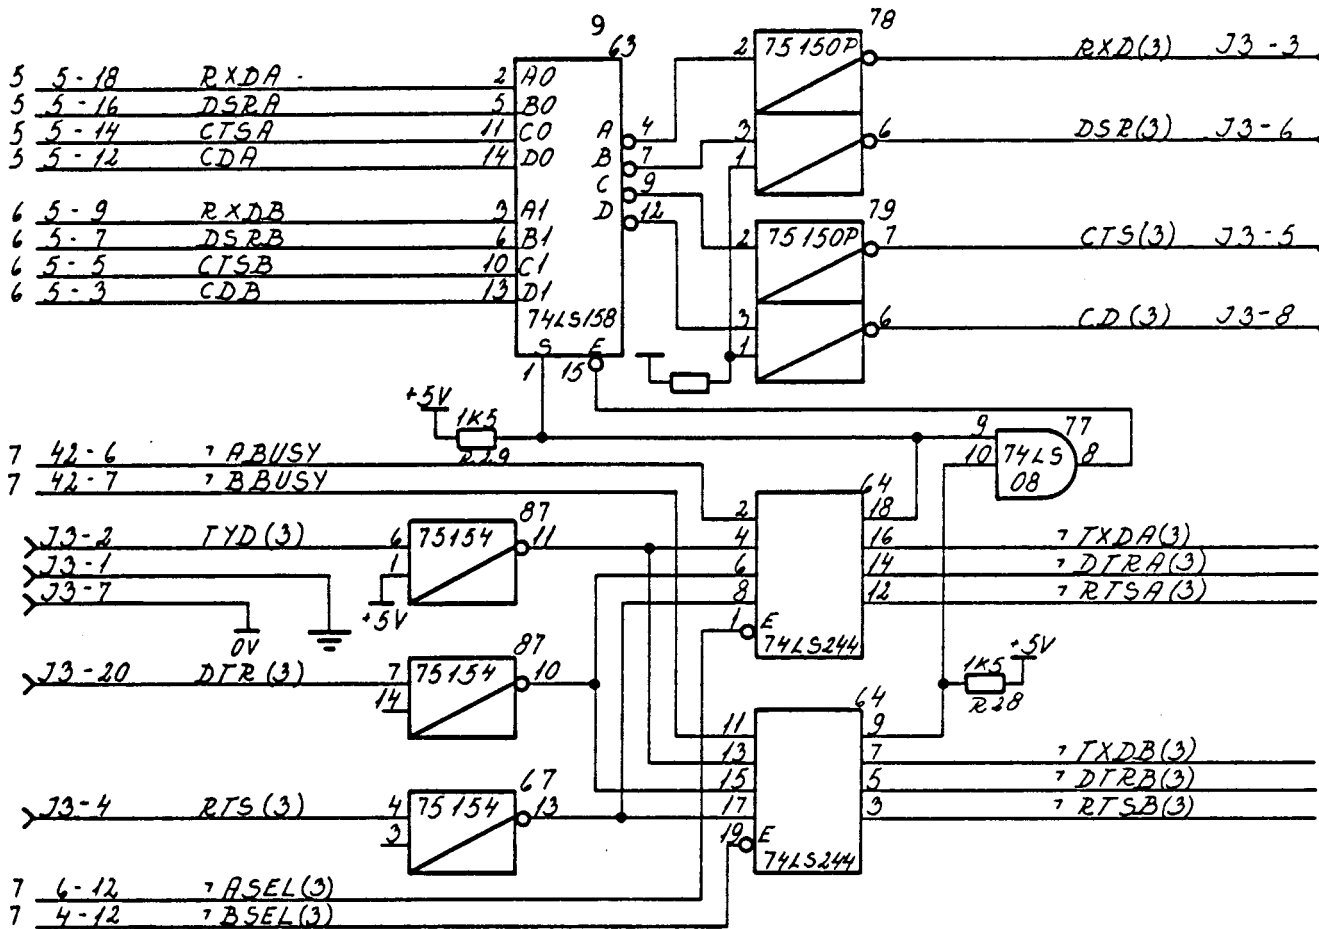 9
63
78
5 5-18 RXDA 2 A0
5 5-16 DSRA 5 B0
5 5-14 CTSA 11 C0
5 5-12 CDA 14 D0
6 5-9 RXDB 3 A1
6 5-7 DSRB 6 B1
6 5-5 CTSB 10 C1
6 5-3 CDB 13 D1
A 4
B 7
C 9
D 12
74LS158
S E
1 15
2 75150P RXD(3) J3-3
3 6 DSR(3) J3-6
1
79
2 75150P 7 CTS(3) J3-5
3 6 CD(3) J3-8
1
+5V
1K5
R29
9 77
10 74LS 8
08
7 42-6 ¬ABUSY
7 42-7 ¬BBUSY
64
2 18
4 16 ¬TXDA(3)
6 14 ¬DTRA(3)
8 12 ¬RTSA(3)
1 E
74LS244
87
J3-2 TYD(3) 6 75154 11
J3-1 1
J3-7 +5V
0V
87
J3-20 DTR(3) 7 75154 10
14
1K5 +5V
R28
64
11 9
13 7 ¬TXDB(3)
15 5 ¬DTRB(3)
17 3 ¬RTSB(3)
19 E
74LS244
67
J3-4 RTS(3) 4 75154 13
3
7 6-12 ¬ASEL(3)
7 4-12 ¬BSEL(3)